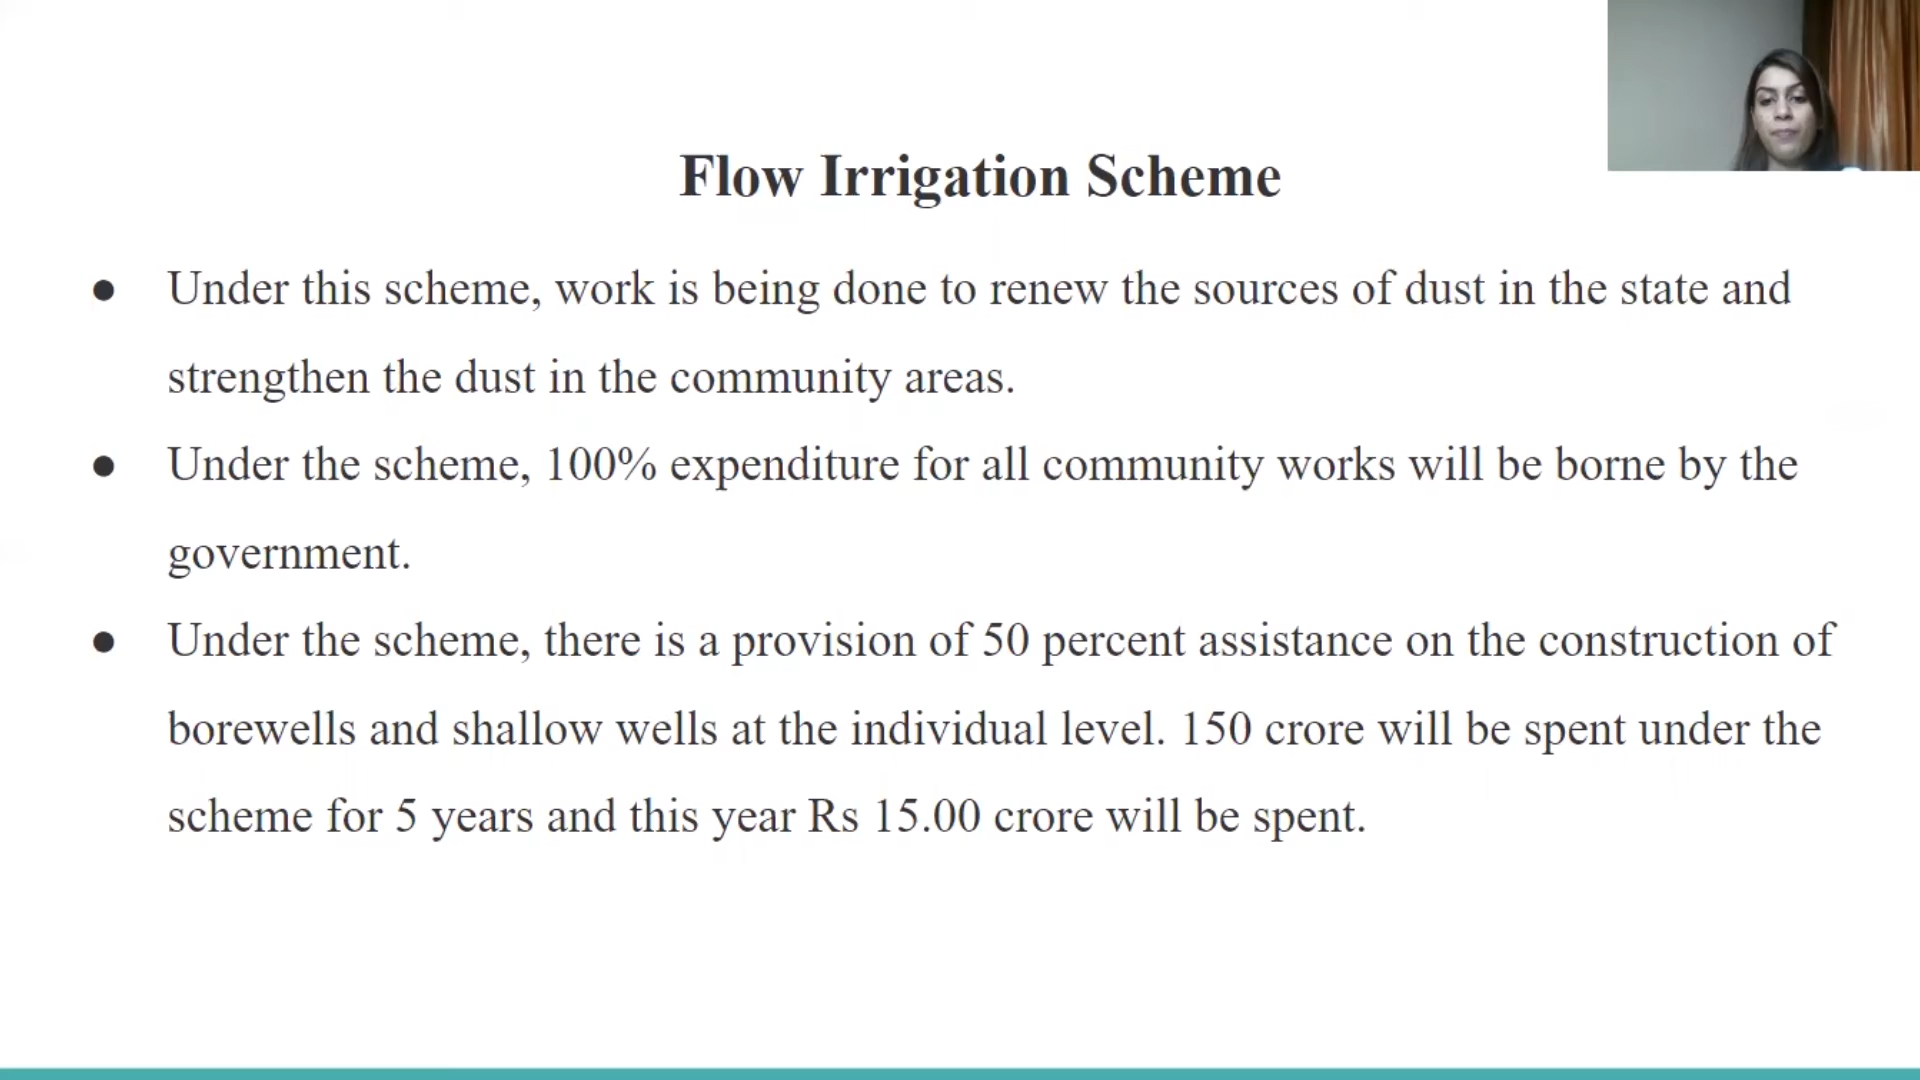 Flow Irrigation Scheme
● Under this scheme, work is being done to renew the sources of dust in the state and
strengthen the dust in the community areas.
● Under the scheme, 100% expenditure for all community works will be borne by the
government.
● Under the scheme, there is a provision of 50 percent assistance on the construction of
borewells and shallow wells at the individual level. 150 crore will be spent under the
scheme for 5 years and this year Rs 15.00 crore will be spent.